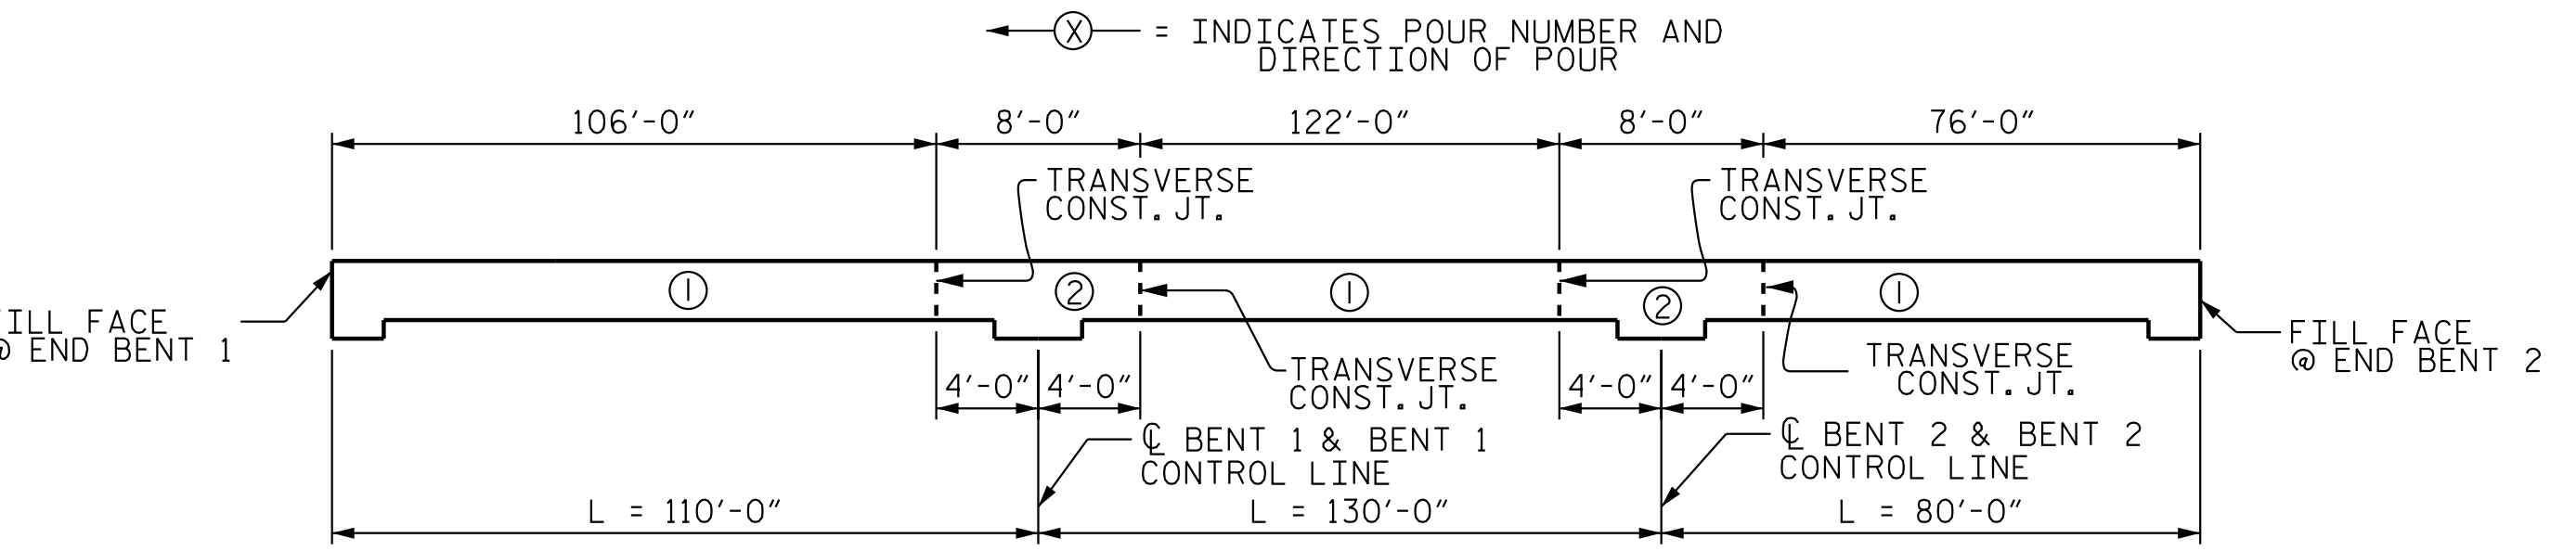 X = INDICATES POUR NUMBER AND
DIRECTION OF POUR
106'-0" 8'-0" 122'-0" 8'-0" 76'-0"
TRANSVERSE
CONST. JT.
TRANSVERSE
CONST. JT.
1 2 1 2 1
FILL FACE
@ END BENT 1
FILL FACE
@ END BENT 2
4'-0" 4'-0" 4'-0" 4'-0"
TRANSVERSE
CONST. JT.
TRANSVERSE
CONST. JT.
℄ BENT 1 & BENT 1
CONTROL LINE
℄ BENT 2 & BENT 2
CONTROL LINE
L = 110'-0" L = 130'-0" L = 80'-0"